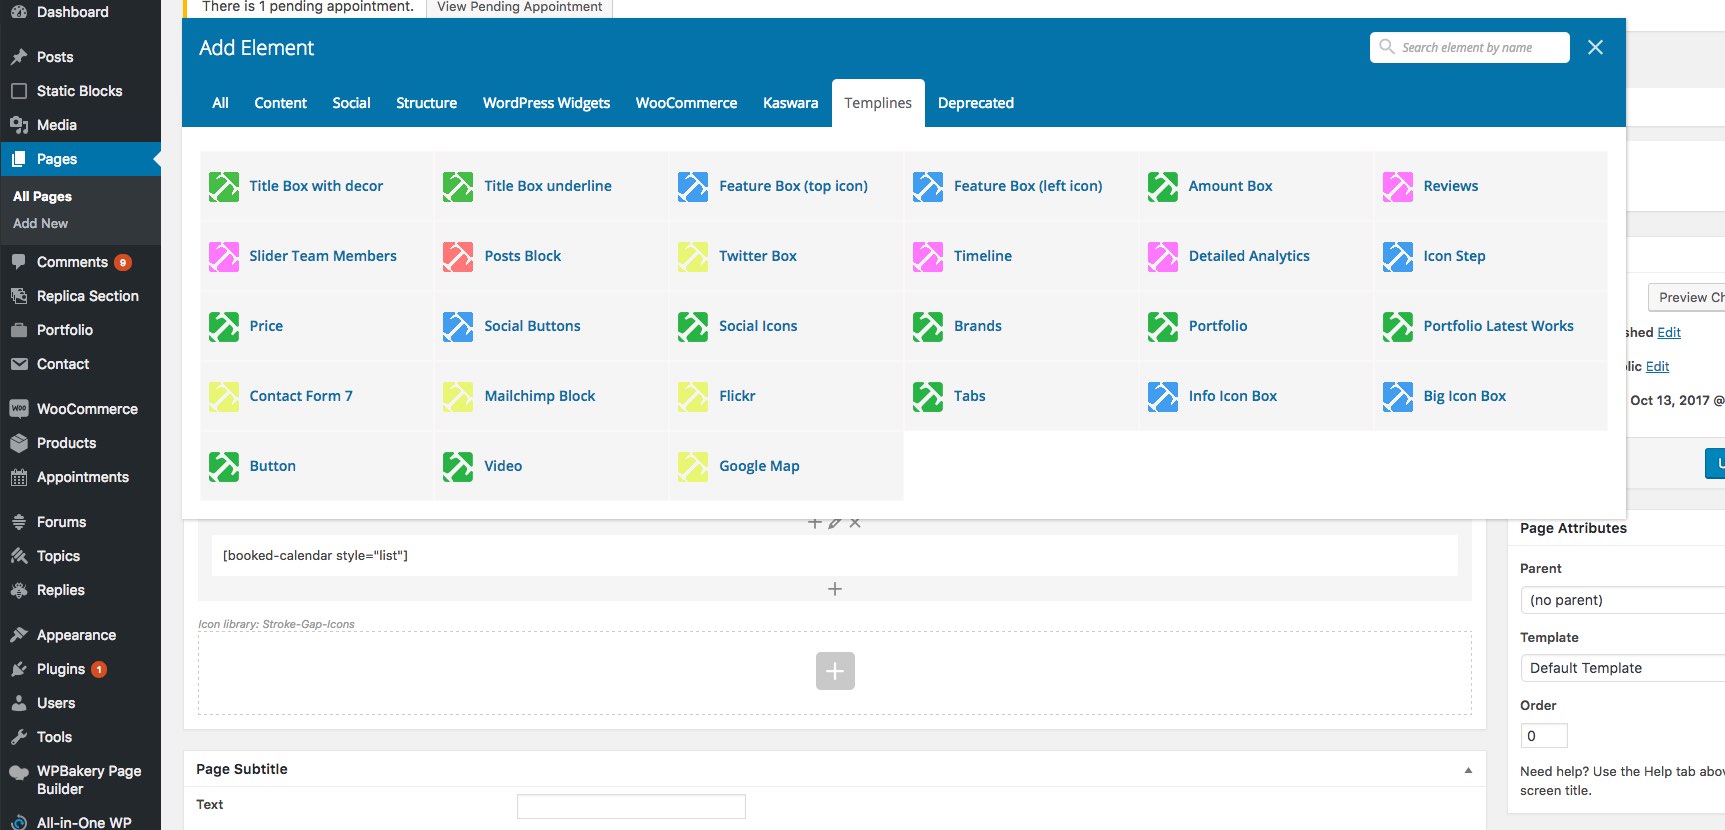 Dashboard
Posts
Static Blocks
Media
Pages
All Pages
Add New
Comments 9
Replica Section
Portfolio
Contact
WooCommerce
Products
Appointments
Forums
Topics
Replies
Appearance
Plugins 1
Users
Tools
WPBakery Page
Builder
All-in-One WP
There is 1 pending appointment. View Pending Appointment
Add Element
Search element by name
All Content Social Structure WordPress Widgets WooCommerce Kaswara Templines Deprecated
Title Box with decor Title Box underline Feature Box (top icon) Feature Box (left icon) Amount Box Reviews
Slider Team Members Posts Block Twitter Box Timeline Detailed Analytics Icon Step
Price Social Buttons Social Icons Brands Portfolio Portfolio Latest Works
Contact Form 7 Mailchimp Block Flickr Tabs Info Icon Box Big Icon Box
Button Video Google Map
[booked-calendar style="list"]
Icon library: Stroke-Gap-Icons
Page Subtitle
Text
Preview Ch
shed Edit
lic Edit
Oct 13, 2017 @
Page Attributes
Parent
(no parent)
Template
Default Template
Order
0
Need help? Use the Help tab abov
screen title.